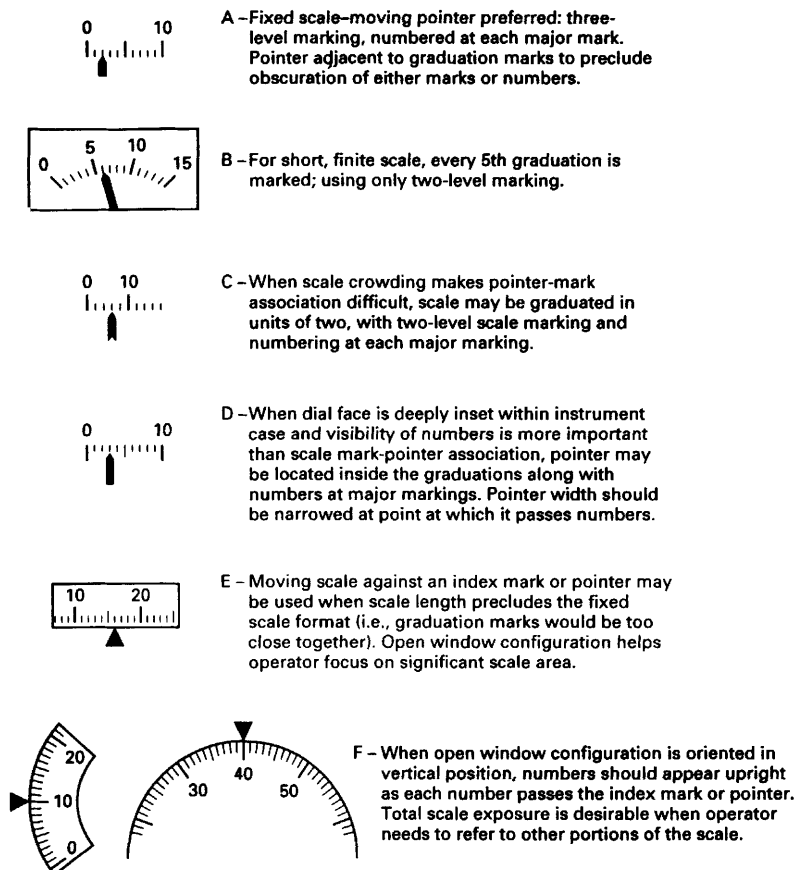 0 10
A – Fixed scale–moving pointer preferred: three-
level marking, numbered at each major mark.
Pointer adjacent to graduation marks to preclude
obscuration of either marks or numbers.
0 5 10 15
B – For short, finite scale, every 5th graduation is
marked; using only two-level marking.
0 10
C – When scale crowding makes pointer-mark
association difficult, scale may be graduated in
units of two, with two-level scale marking and
numbering at each major marking.
0 10
D – When dial face is deeply inset within instrument
case and visibility of numbers is more important
than scale mark-pointer association, pointer may
be located inside the graduations along with
numbers at major markings. Pointer width should
be narrowed at point at which it passes numbers.
10 20
E – Moving scale against an index mark or pointer may
be used when scale length precludes the fixed
scale format (i.e., graduation marks would be too
close together). Open window configuration helps
operator focus on significant scale area.
20
10
0
30 40 50
F – When open window configuration is oriented in
vertical position, numbers should appear upright
as each number passes the index mark or pointer.
Total scale exposure is desirable when operator
needs to refer to other portions of the scale.